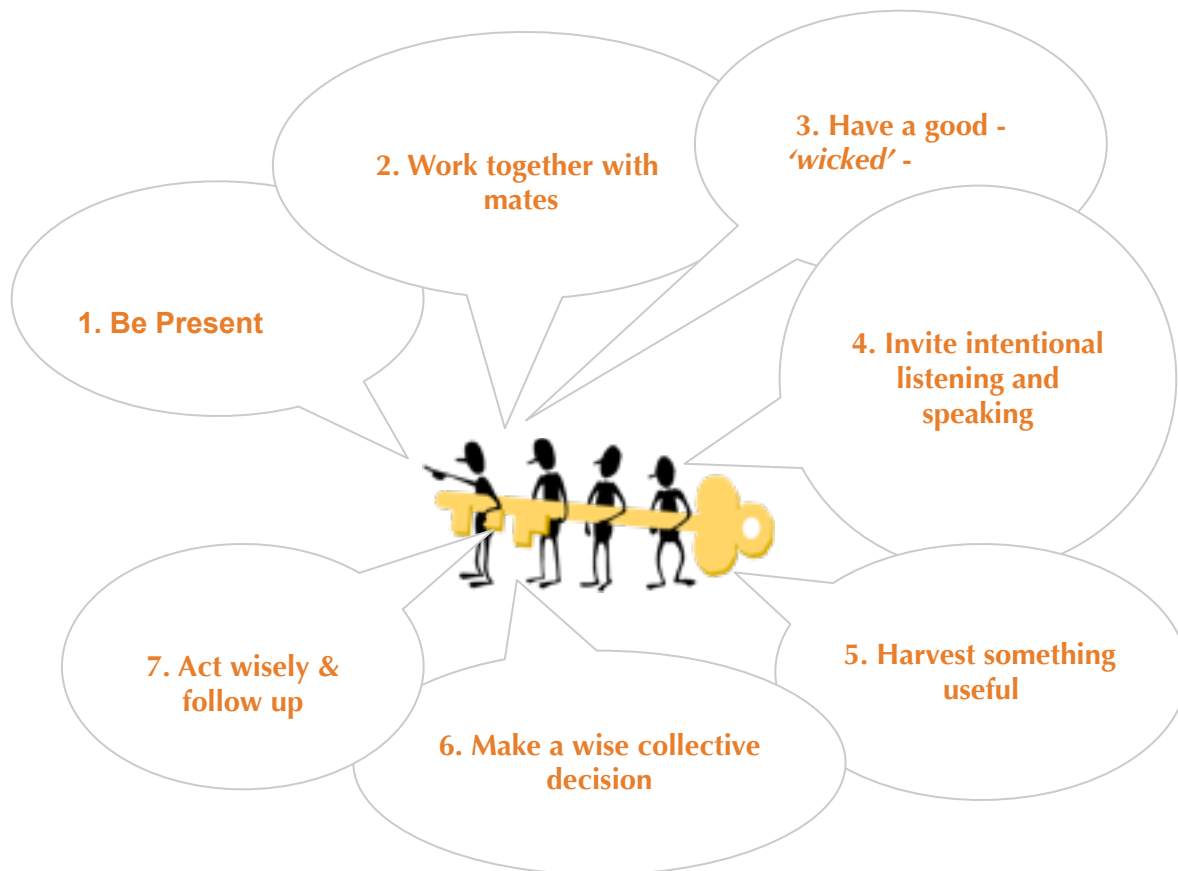 1. Be Present
2. Work together with
mates
3. Have a good -
‘wicked’ -
4. Invite intentional
listening and
speaking
5. Harvest something
useful
6. Make a wise collective
decision
7. Act wisely &
follow up